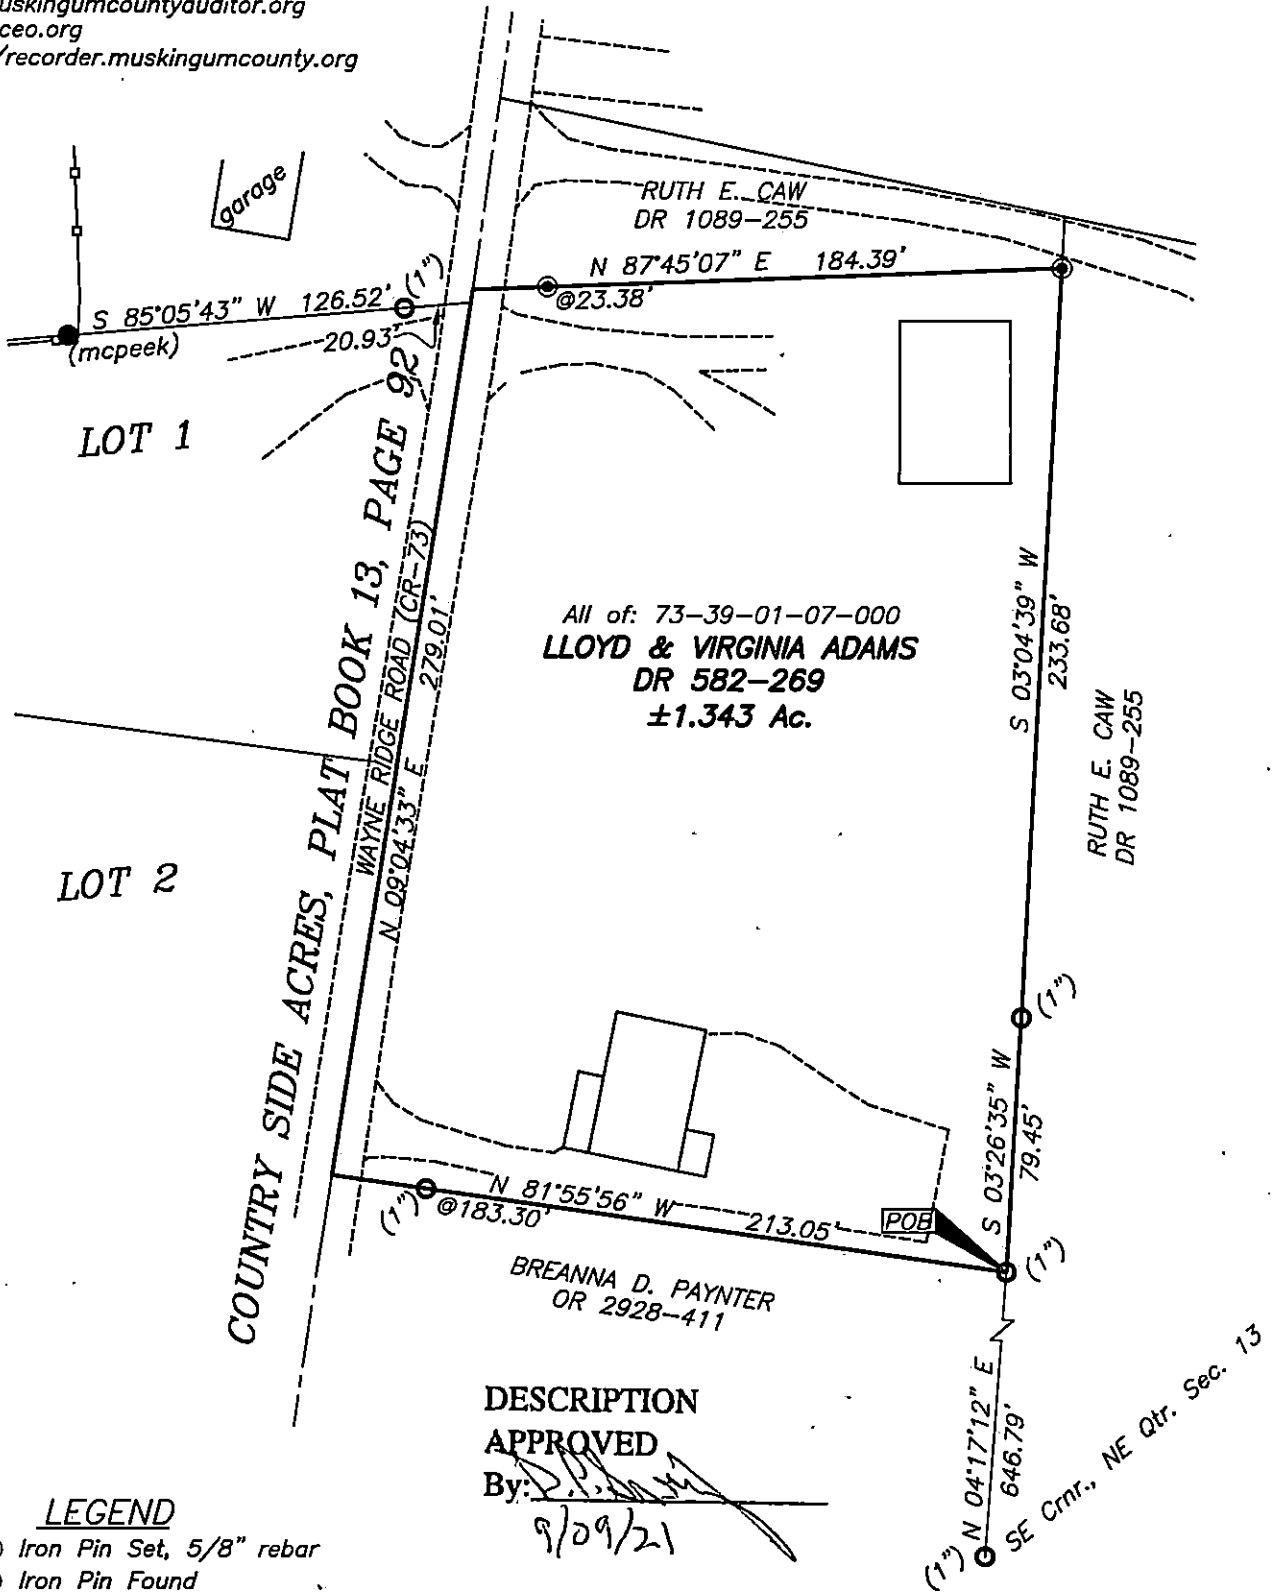 uskingumcountyauditor.org
ceo.org
/recorder.muskingumcounty.org
garage
RUTH E. CAW
DR 1089-255
N 87°45'07" E 184.39'
@23.38'
(1")
S 85°05'43" W 126.52'
(mcpeek)
20.93'
LOT 1
COUNTRY SIDE ACRES, PLAT BOOK 13, PAGE 92
WAYNE RIDGE ROAD (CR-73)
N 09°04'33" E 279.01'
All of: 73-39-01-07-000
LLOYD & VIRGINIA ADAMS
DR 582-269
±1.343 Ac.
S 03°04'39" W
233.68'
RUTH E. CAW
DR 1089-255
LOT 2
(1")
S 03°26'35" W
79.45'
N 81°55'56" W 213.05'
(1")
@183.30'
POB
(1")
BREANNA D. PAYNTER
OR 2928-411
N 04°17'12" E
646.79'
(1")
SE Crnr., NE Qtr. Sec. 13
DESCRIPTION
APPROVED
By:
9/09/21
LEGEND
Iron Pin Set, 5/8" rebar
Iron Pin Found